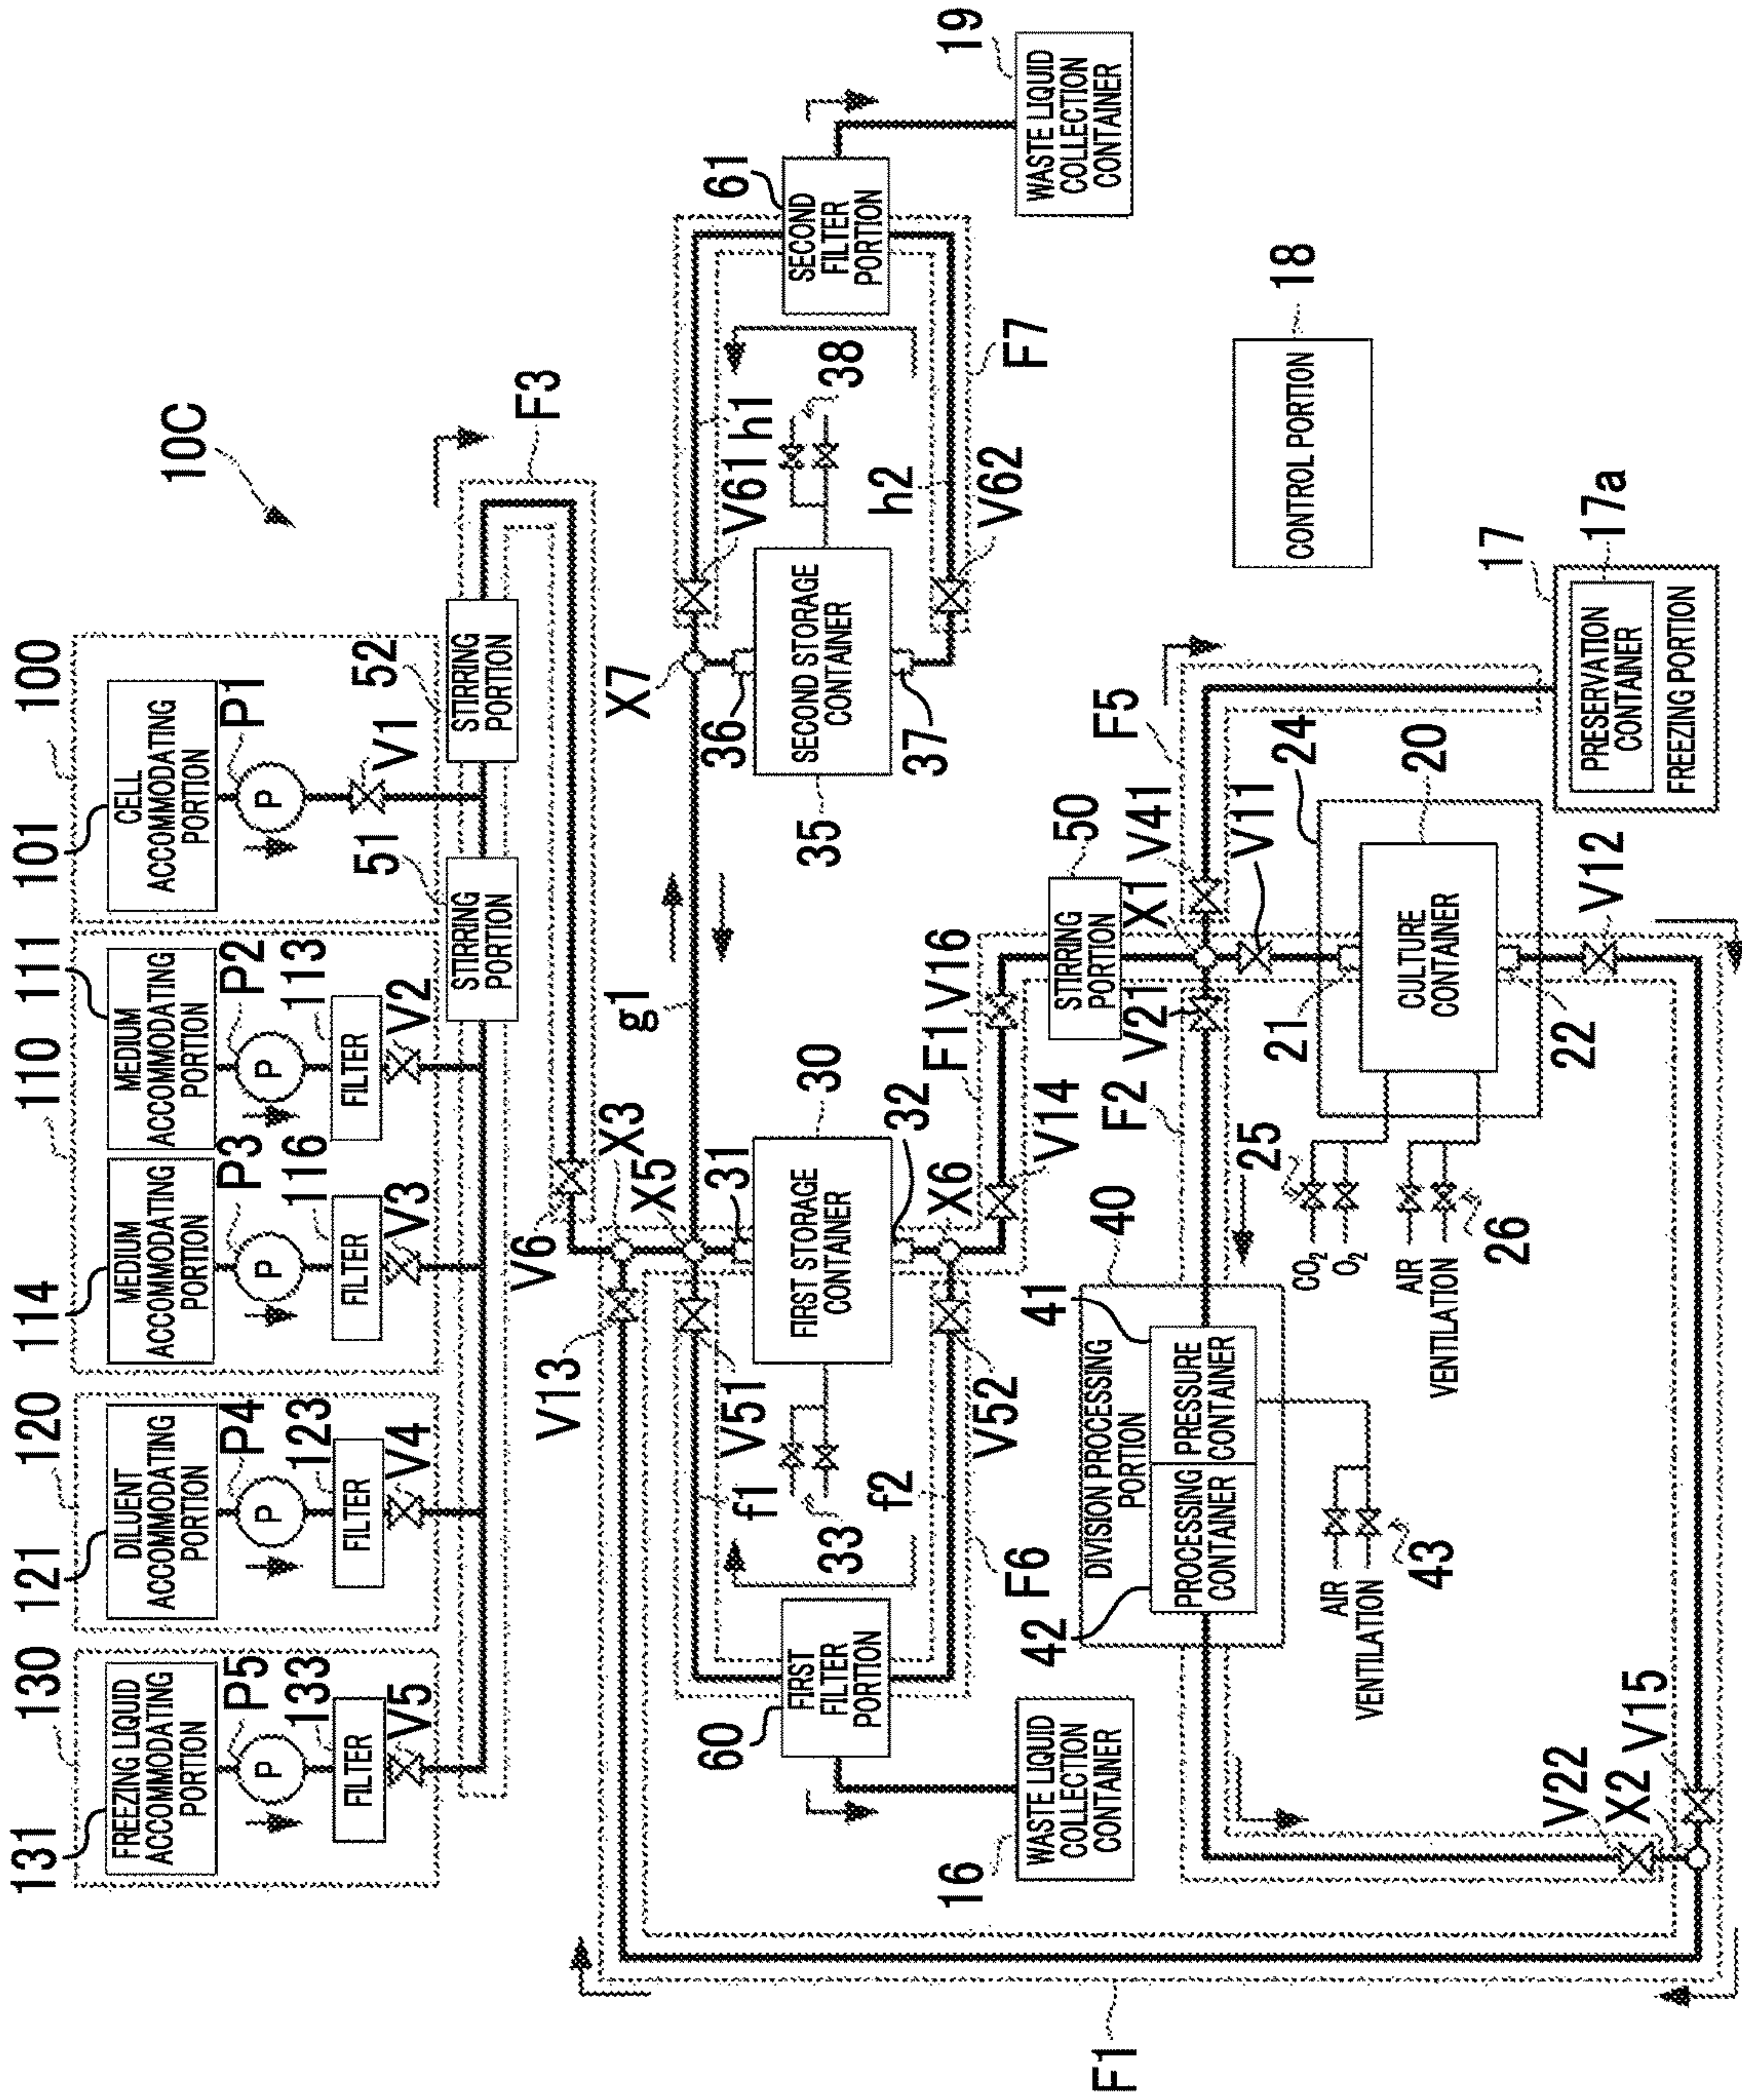 10C
131
FREEZING LIQUID
ACCOMMODATING
PORTION
130
P5
P
133
FILTER
V5
121
DILUENT
ACCOMMODATING
PORTION
120
P4
P
123
FILTER
V4
114
MEDIUM
ACCOMMODATING
PORTION
110
P3
P
116
FILTER
V3
111
MEDIUM
ACCOMMODATING
PORTION
P2
P
113
FILTER
V2
101
CELL
ACCOMMODATING
PORTION
100
P1
P
V1
51
STIRRING
PORTION
52
STIRRING
PORTION
F3
V6
X3
V13
X5
g1
X7
V51
f1
31
FIRST STORAGE
CONTAINER
30
33
32
f2
V52
X6
F6
60
FIRST
FILTER
PORTION
16
WASTE LIQUID
COLLECTION
CONTAINER
36
SECOND STORAGE
CONTAINER
35
37
38
V61
h1
h2
V62
F7
61
SECOND
FILTER
PORTION
19
WASTE LIQUID
COLLECTION
CONTAINER
V14
F1
V16
50
STIRRING
PORTION
X1
V41
F5
V21
F2
V11
24
21
CULTURE
CONTAINER
20
22
V12
25
CO2
O2
AIR
VENTILATION
26
40
DIVISION PROCESSING
PORTION
41
PRESSURE
CONTAINER
42
PROCESSING
CONTAINER
AIR
VENTILATION
43
V22
X2
V15
F1
17
17a
PRESERVATION
CONTAINER
FREEZING PORTION
CONTROL PORTION
18